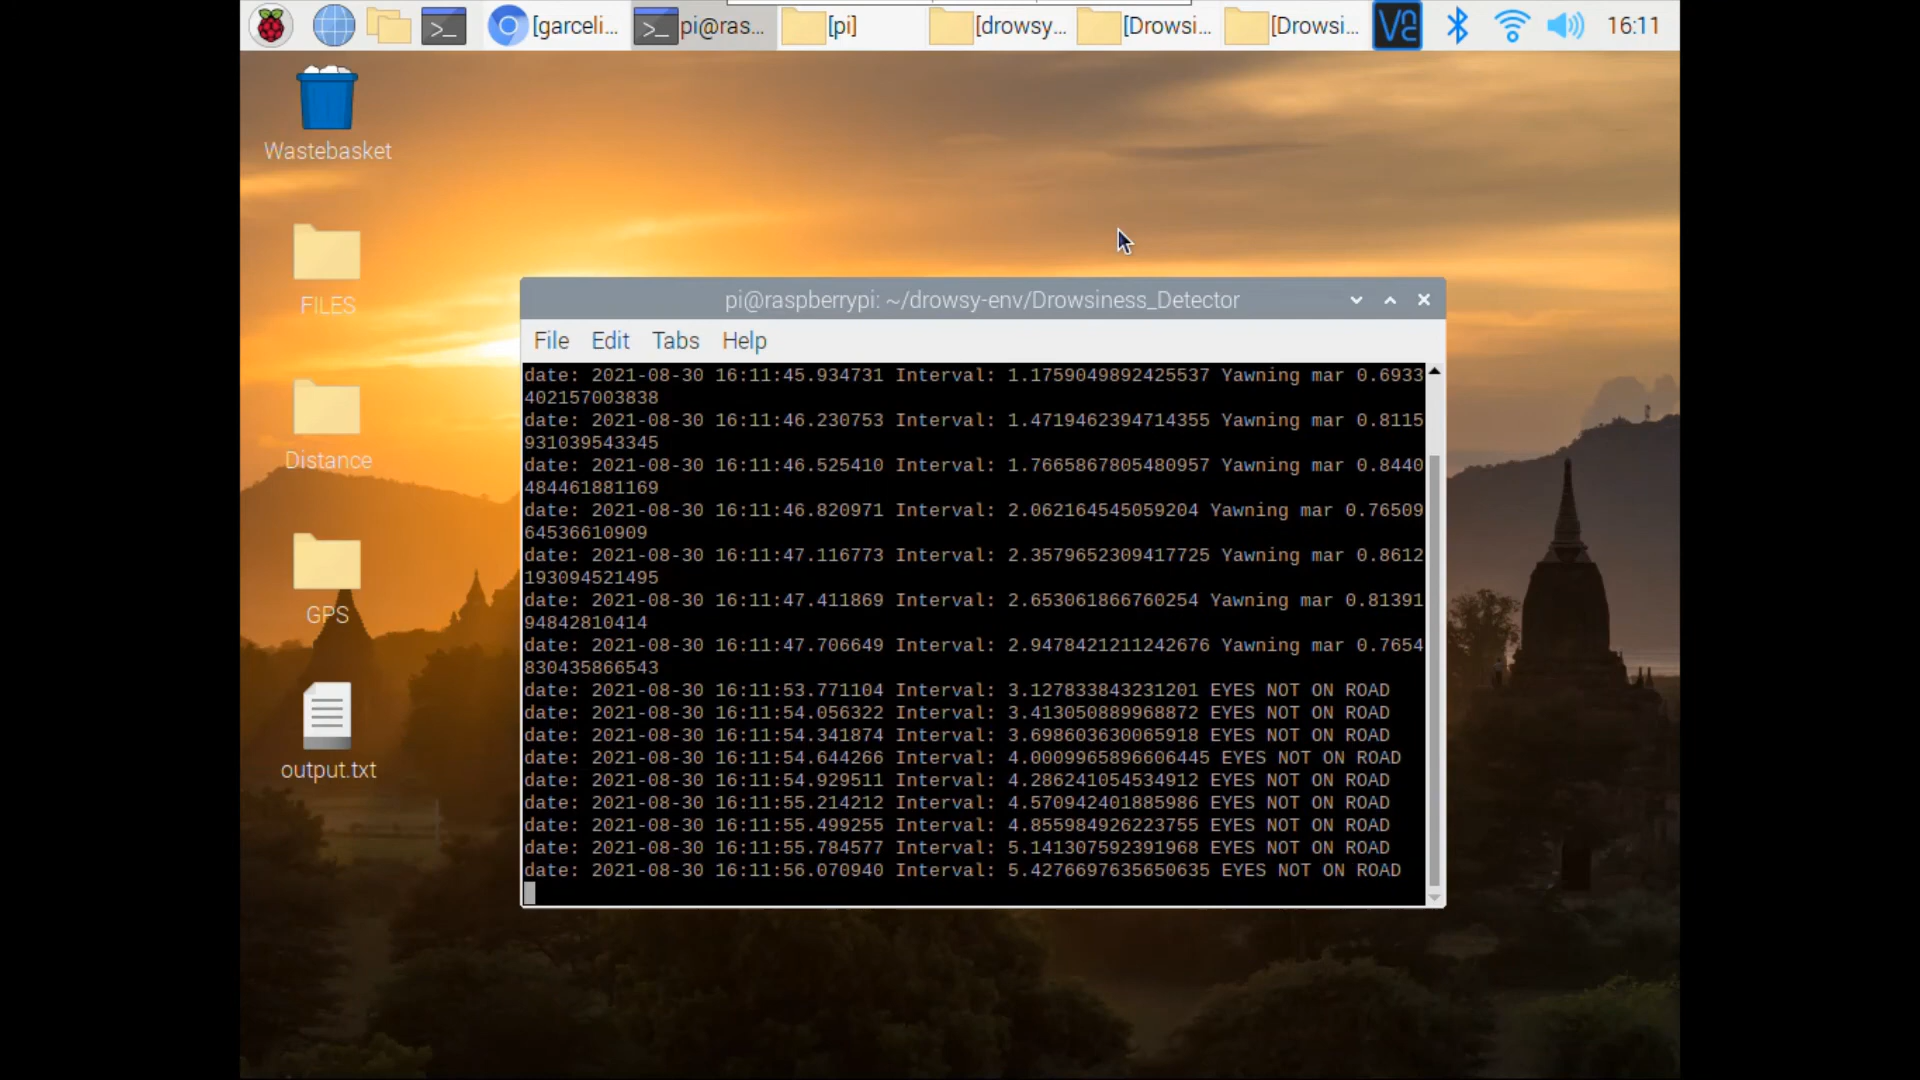 [garceli...
pi@ras...
[pi]
[drowsy...
[Drowsi...
[Drowsi...
VNC
16:11
Wastebasket
FILES
Distance
GPS
output.txt
pi@raspberrypi: ~/drowsy-env/Drowsiness_Detector
File Edit Tabs Help
date: 2021-08-30 16:11:45.934731 Interval: 1.1759049892425537 Yawning mar 0.6933
402157003838
date: 2021-08-30 16:11:46.230753 Interval: 1.4719462394714355 Yawning mar 0.8115
931039543345
date: 2021-08-30 16:11:46.525410 Interval: 1.7665867805480957 Yawning mar 0.8440
484461881169
date: 2021-08-30 16:11:46.820971 Interval: 2.062164545059204 Yawning mar 0.76509
64536610909
date: 2021-08-30 16:11:47.116773 Interval: 2.3579652309417725 Yawning mar 0.8612
193094521495
date: 2021-08-30 16:11:47.411869 Interval: 2.653061866760254 Yawning mar 0.81391
94842810414
date: 2021-08-30 16:11:47.706649 Interval: 2.9478421211242676 Yawning mar 0.7654
830435866543
date: 2021-08-30 16:11:53.771104 Interval: 3.127833843231201 EYES NOT ON ROAD
date: 2021-08-30 16:11:54.056322 Interval: 3.413050889968872 EYES NOT ON ROAD
date: 2021-08-30 16:11:54.341874 Interval: 3.698603630065918 EYES NOT ON ROAD
date: 2021-08-30 16:11:54.644266 Interval: 4.0009965896606445 EYES NOT ON ROAD
date: 2021-08-30 16:11:54.929511 Interval: 4.286241054534912 EYES NOT ON ROAD
date: 2021-08-30 16:11:55.214212 Interval: 4.570942401885986 EYES NOT ON ROAD
date: 2021-08-30 16:11:55.499255 Interval: 4.855984926223755 EYES NOT ON ROAD
date: 2021-08-30 16:11:55.784577 Interval: 5.141307592391968 EYES NOT ON ROAD
date: 2021-08-30 16:11:56.070940 Interval: 5.4276697635650635 EYES NOT ON ROAD